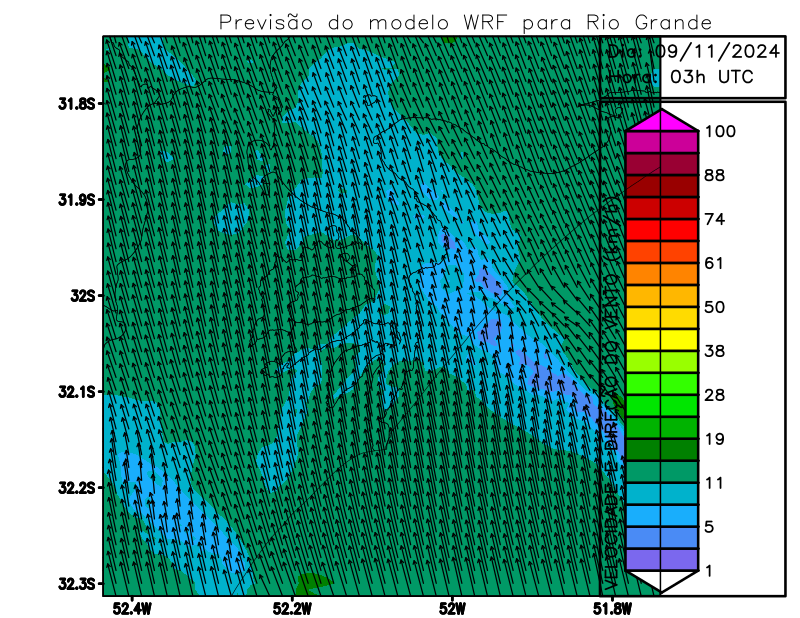 Previsão do modelo WRF para Rio Grande
Dia: 09/11/2024
Hora: 03h UTC
31.8S
31.9S
32S
32.1S
32.2S
32.3S
52.4W
52.2W
52W
51.8W
VELOCIDADE E DIREÇÃO DO VENTO (km/h)
100
88
74
61
50
38
28
19
11
5
1